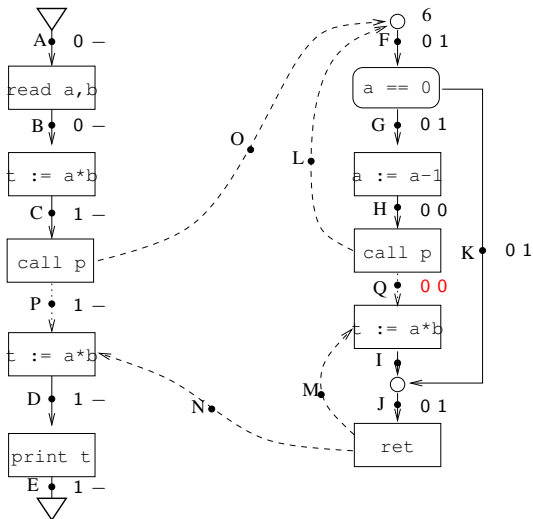 A 0 –
read a,b
B 0 –
t := a*b
C 1 –
call p
P 1 –
t := a*b
D 1 –
print t
E 1 –
O
L
N
M
6
F 0 1
a == 0
G 0 1
a := a-1
H 0 0
call p
K 0 1
Q 0 0
t := a*b
I
J 0 1
ret